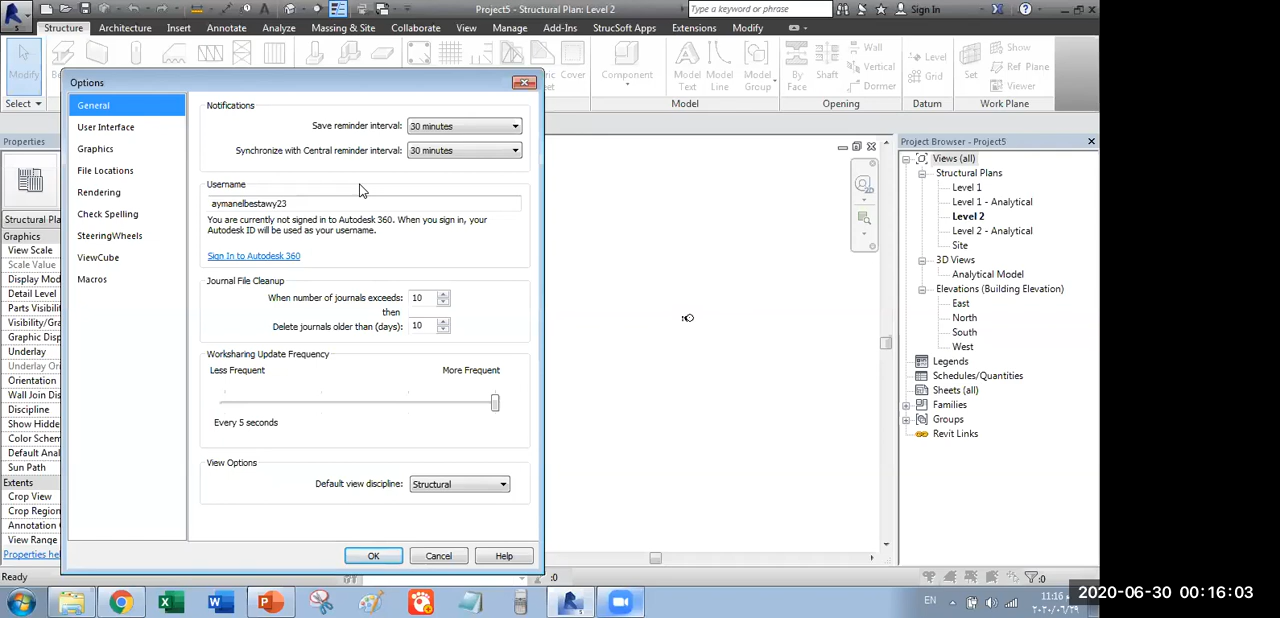 Project5 - Structural Plan: Level 2
Type a keyword or phrase
Sign In
Structure
Architecture
Insert
Annotate
Analyze
Massing & Site
Collaborate
View
Manage
Add-Ins
StrucSoft Apps
Extensions
Modify
Modify
Select
Cover
Component
Model
Text
Model
Line
Model
Group
By
Face
Shaft
Wall
Vertical
Dormer
Level
Grid
Set
Show
Ref Plane
Viewer
Model
Opening
Datum
Work Plane
Properties
Structural Pla
Graphics
View Scale
Scale Value
Display Mod
Detail Level
Parts Visibility
Visibility/Gra
Graphic Disp
Underlay
Underlay Or
Orientation
Wall Join Dis
Discipline
Show Hidde
Color Schem
Default Anal
Sun Path
Extents
Crop View
Crop Region
Annotation
View Range
Properties he
Options
General
User Interface
Graphics
File Locations
Rendering
Check Spelling
SteeringWheels
ViewCube
Macros
Notifications
Save reminder interval:
30 minutes
Synchronize with Central reminder interval:
30 minutes
Username
aymanelbestawy23
You are currently not signed in to Autodesk 360. When you sign in, your
Autodesk ID will be used as your username.
Sign In to Autodesk 360
Journal File Cleanup
When number of journals exceeds:
10
then
Delete journals older than (days):
10
Worksharing Update Frequency
Less Frequent
More Frequent
Every 5 seconds
View Options
Default view discipline:
Structural
OK
Cancel
Help
Project Browser - Project5
Views (all)
Structural Plans
Level 1
Level 1 - Analytical
Level 2
Level 2 - Analytical
Site
3D Views
Analytical Model
Elevations (Building Elevation)
East
North
South
West
Legends
Schedules/Quantities
Sheets (all)
Families
Groups
Revit Links
Ready
:0
:0
EN
11:16
٢٠٢٠/٠٦/٢٩
2020-06-30 00:16:03